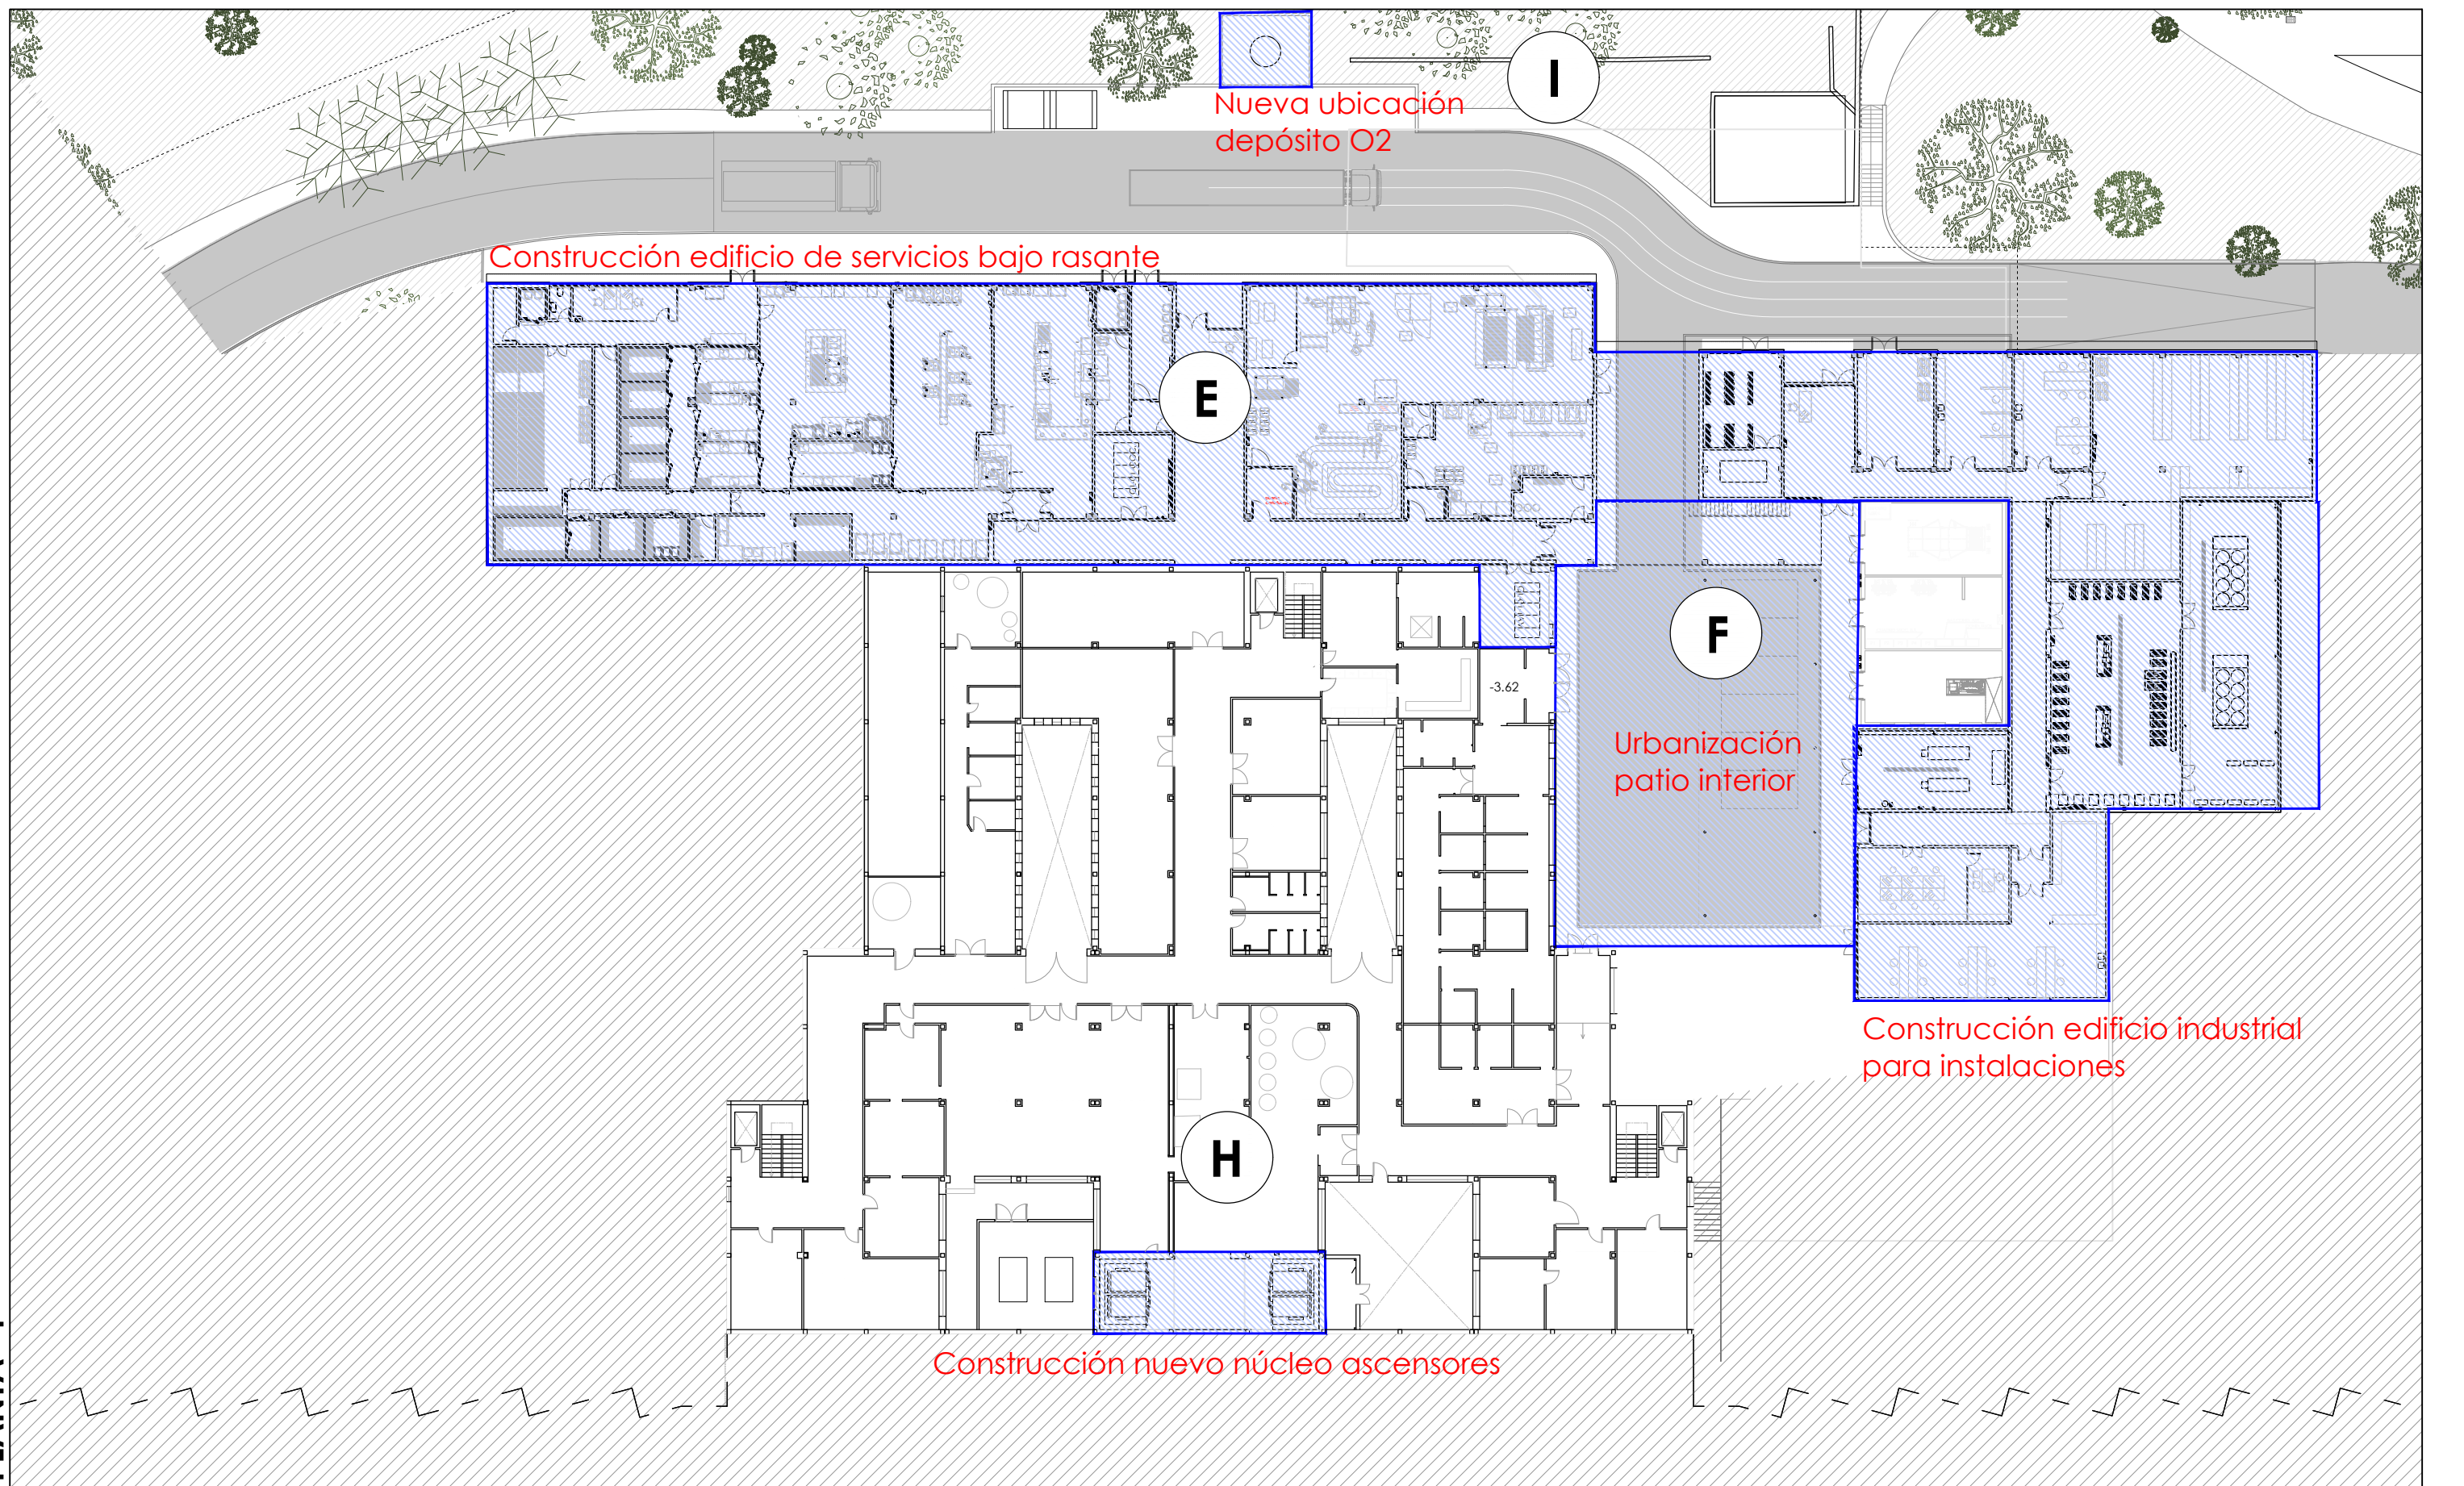 I
Nueva ubicación
depósito O2
Construcción edificio de servicios bajo rasante
E
F
-3.62
Urbanización
patio interior
Construcción edificio industrial
para instalaciones
H
Construcción nuevo núcleo ascensores